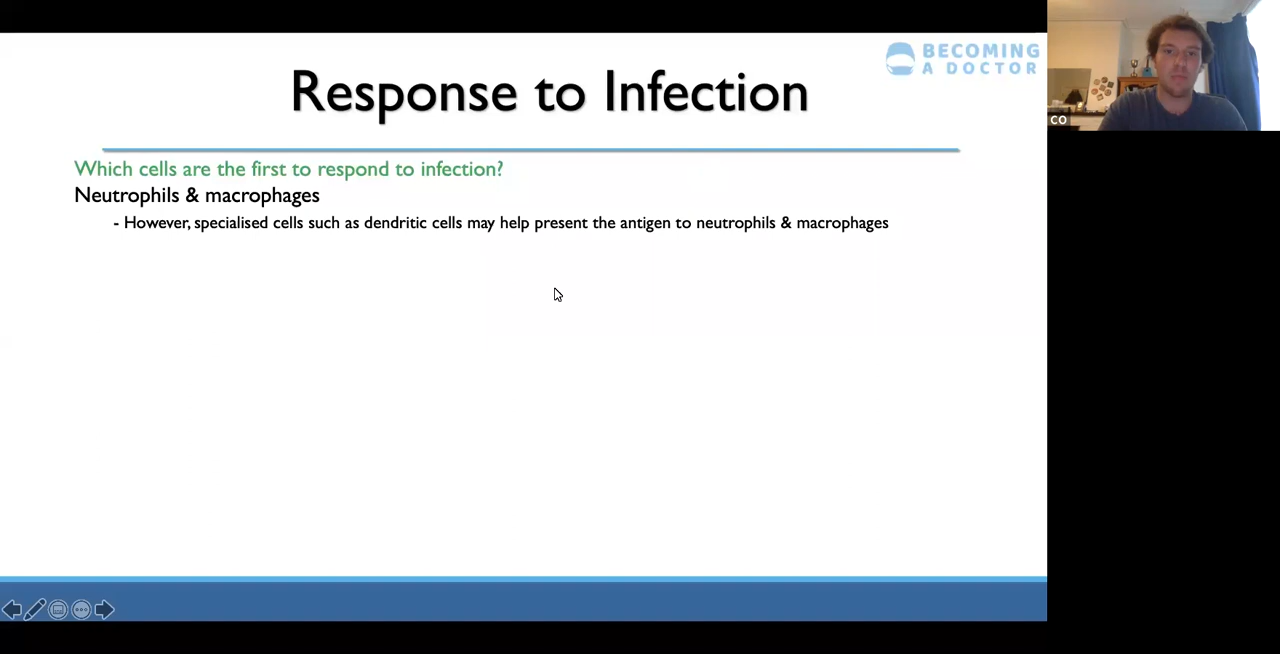 BECOMING
A DOCTOR
Response to Infection
Which cells are the first to respond to infection?
Neutrophils & macrophages
- However, specialised cells such as dendritic cells may help present the antigen to neutrophils & macrophages
CO